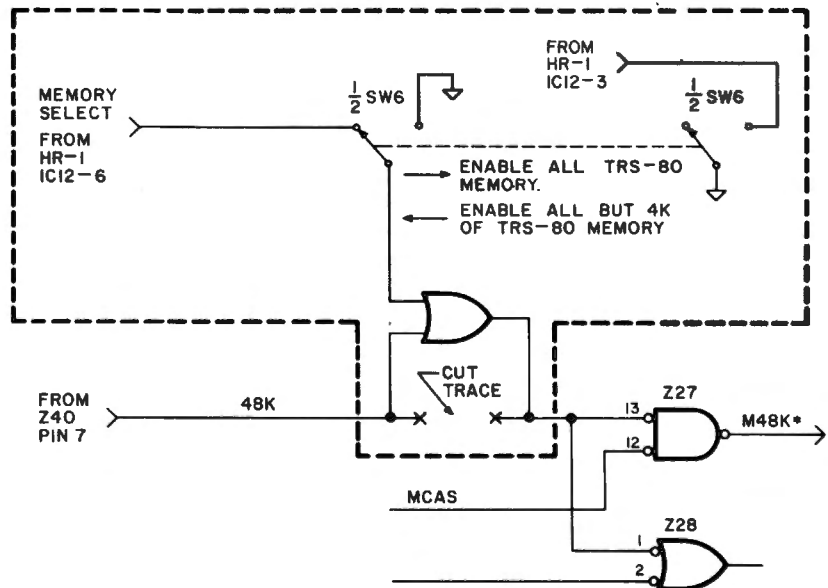 FROM
HR-1
IC12-3
1/2 SW6
1/2 SW6
MEMORY
SELECT
FROM
HR-1
IC12-6
ENABLE ALL TRS-80
MEMORY.
ENABLE ALL BUT 4K
OF TRS-80 MEMORY
CUT
TRACE
FROM
Z40
PIN 7
48K
Z27
13
12
M48K*
MCAS
Z28
1
2